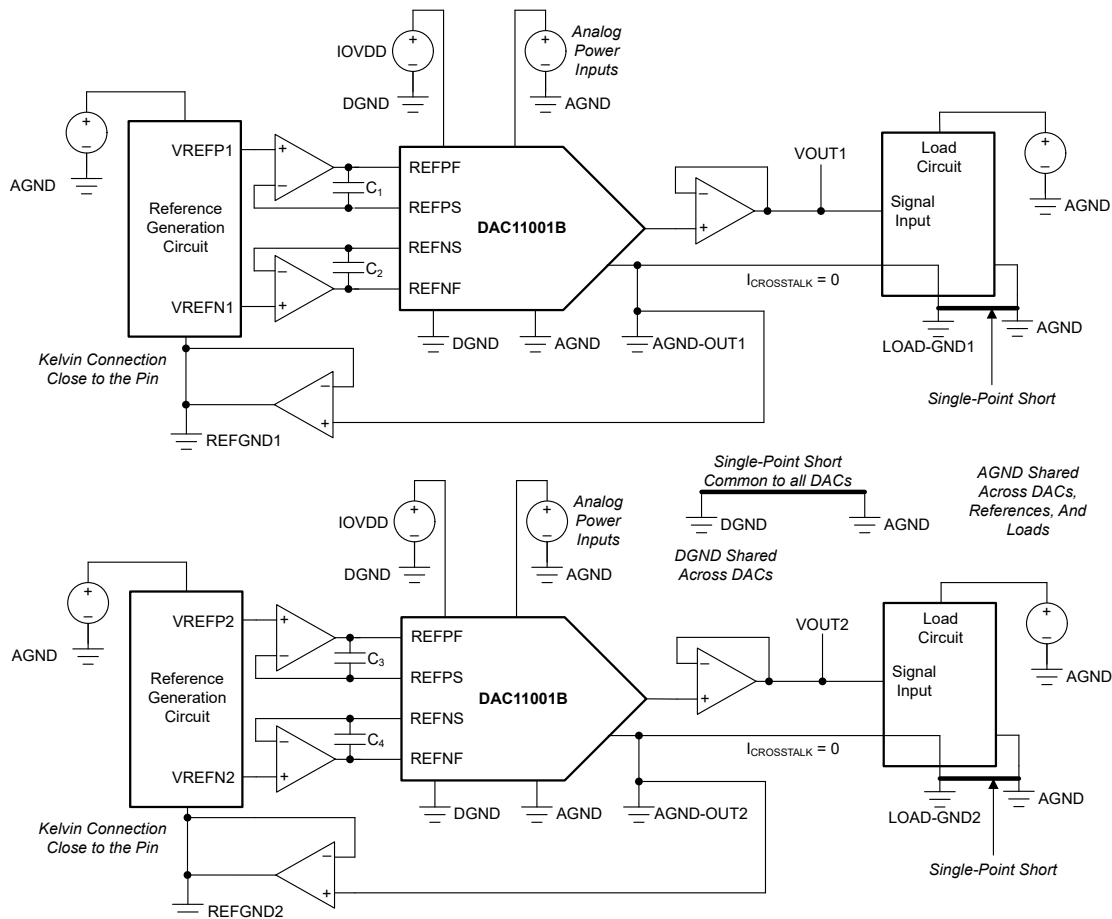 IOVDD
+
−
DGND
+
−
Analog
Power
Inputs
AGND
+
−
AGND
VREFP1
Reference
Generation
Circuit
VREFN1
+
−
C1
−
+
C2
REFPF
REFPS
DAC11001B
REFNS
REFNF
DGND
AGND
AGND-OUT1
−
+
VOUT1
ICROSSTALK = 0
Load
Circuit
Signal
Input
+
−
AGND
LOAD-GND1
AGND
Single-Point Short
Kelvin Connection
Close to the Pin
−
+
REFGND1
Single-Point Short
Common to all DACs
DGND
AGND
DGND Shared
Across DACs
AGND Shared
Across DACs,
References, And
Loads
IOVDD
+
−
DGND
+
−
Analog
Power
Inputs
AGND
+
−
AGND
VREFP2
Reference
Generation
Circuit
VREFN2
+
−
C3
−
+
C4
REFPF
REFPS
DAC11001B
REFNS
REFNF
DGND
AGND
AGND-OUT2
−
+
VOUT2
ICROSSTALK = 0
Load
Circuit
Signal
Input
+
−
AGND
LOAD-GND2
AGND
Single-Point Short
Kelvin Connection
Close to the Pin
−
+
REFGND2